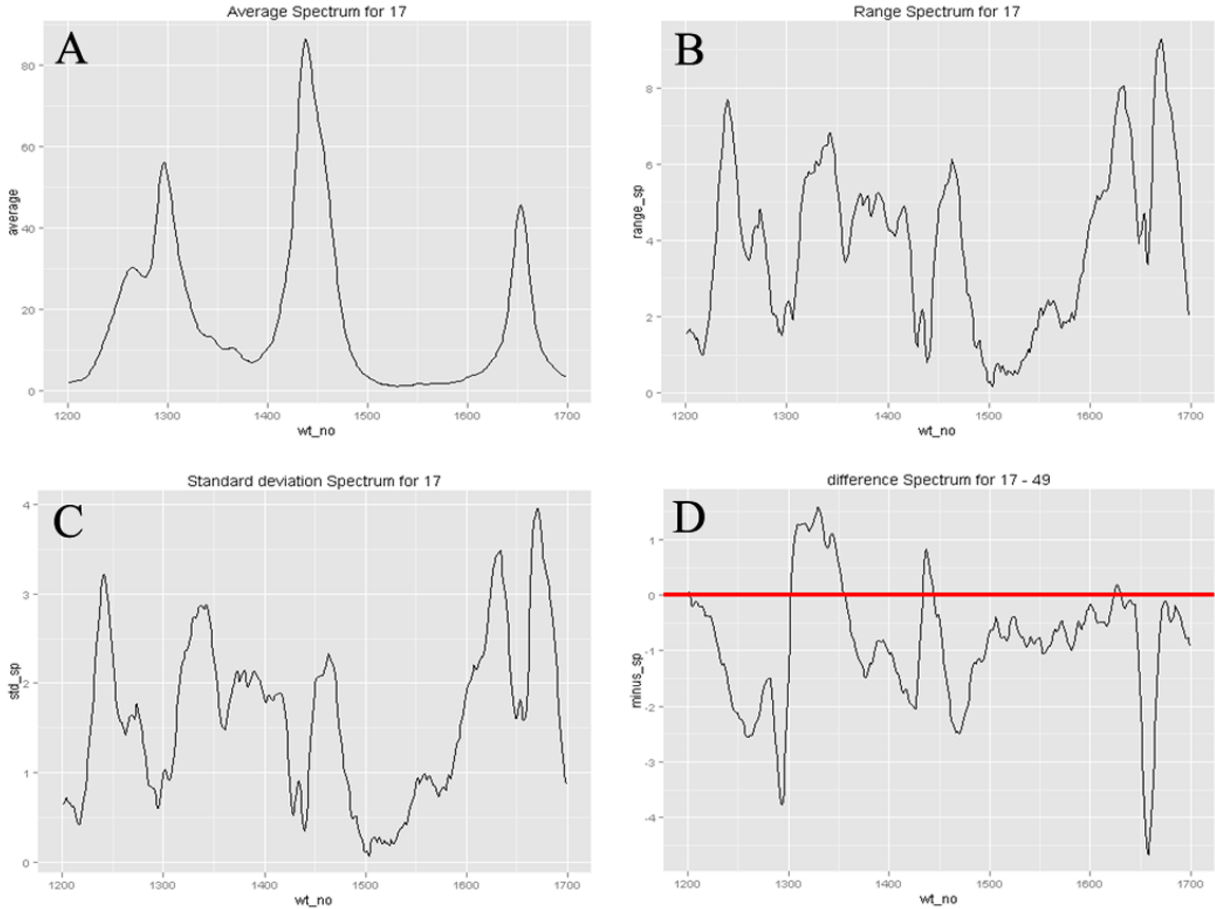 Average Spectrum for 17
A
80
60
40
20
0
average
1200 1300 1400 1500 1600 1700
wt_no
Range Spectrum for 17
B
8
6
4
2
0
range_sp
1200 1300 1400 1500 1600 1700
wt_no
Standard deviation Spectrum for 17
C
4
3
2
1
0
std_sp
1200 1300 1400 1500 1600 1700
wt_no
difference Spectrum for 17 - 49
D
1
0
-1
-2
-3
-4
minus_sp
1200 1300 1400 1500 1600 1700
wt_no